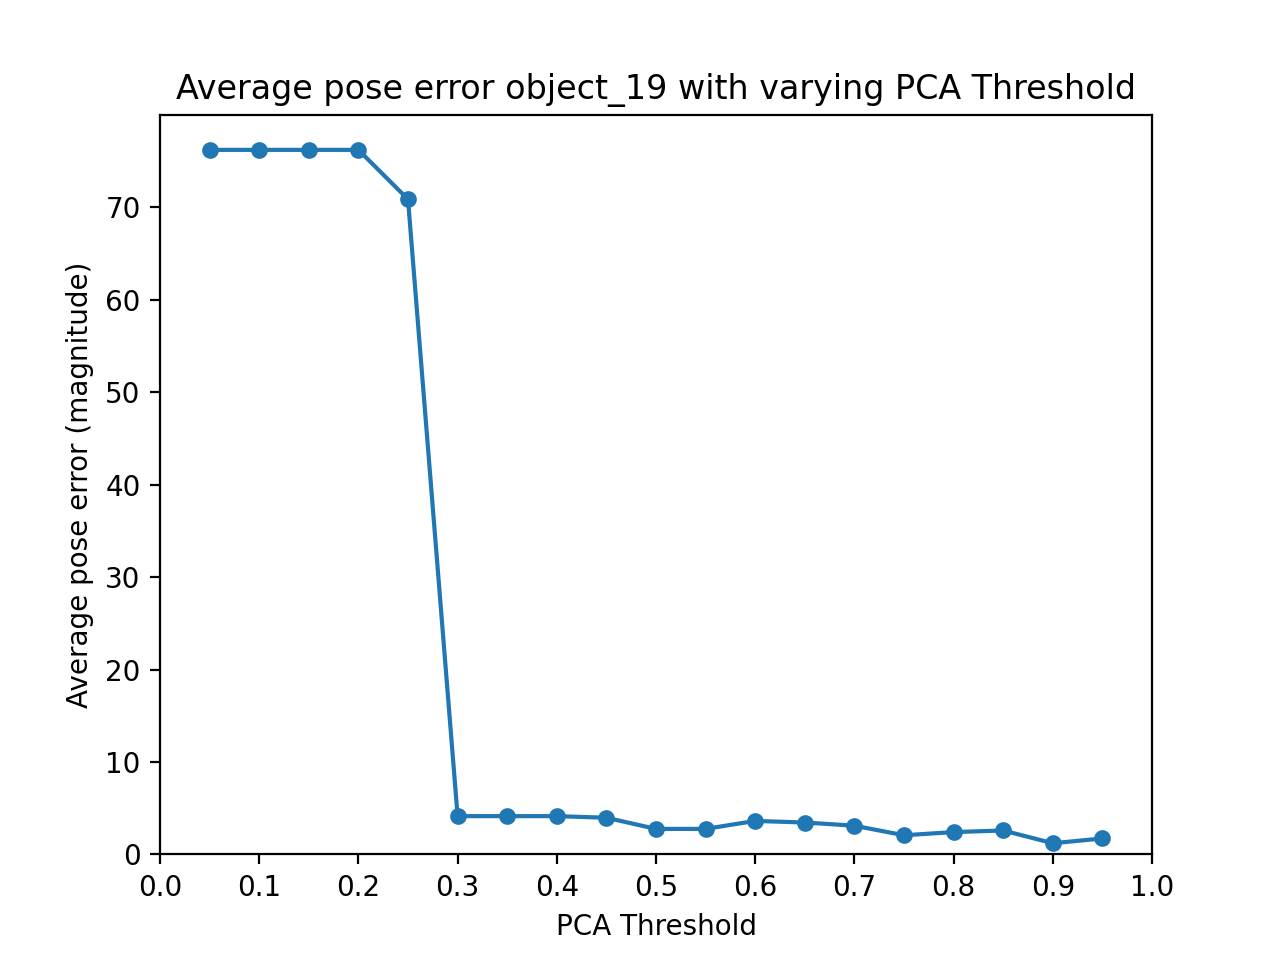 Average pose error object_19 with varying PCA Threshold
Average pose error (magnitude)
70
60
50
40
30
20
10
0
0.0 0.1 0.2 0.3 0.4 0.5 0.6 0.7 0.8 0.9 1.0
PCA Threshold